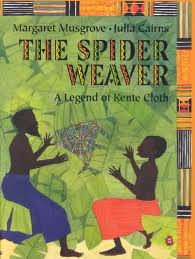 Margaret Musgrove • Julia Cairns
THE SPIDER
WEAVER
A Legend of Kente Cloth